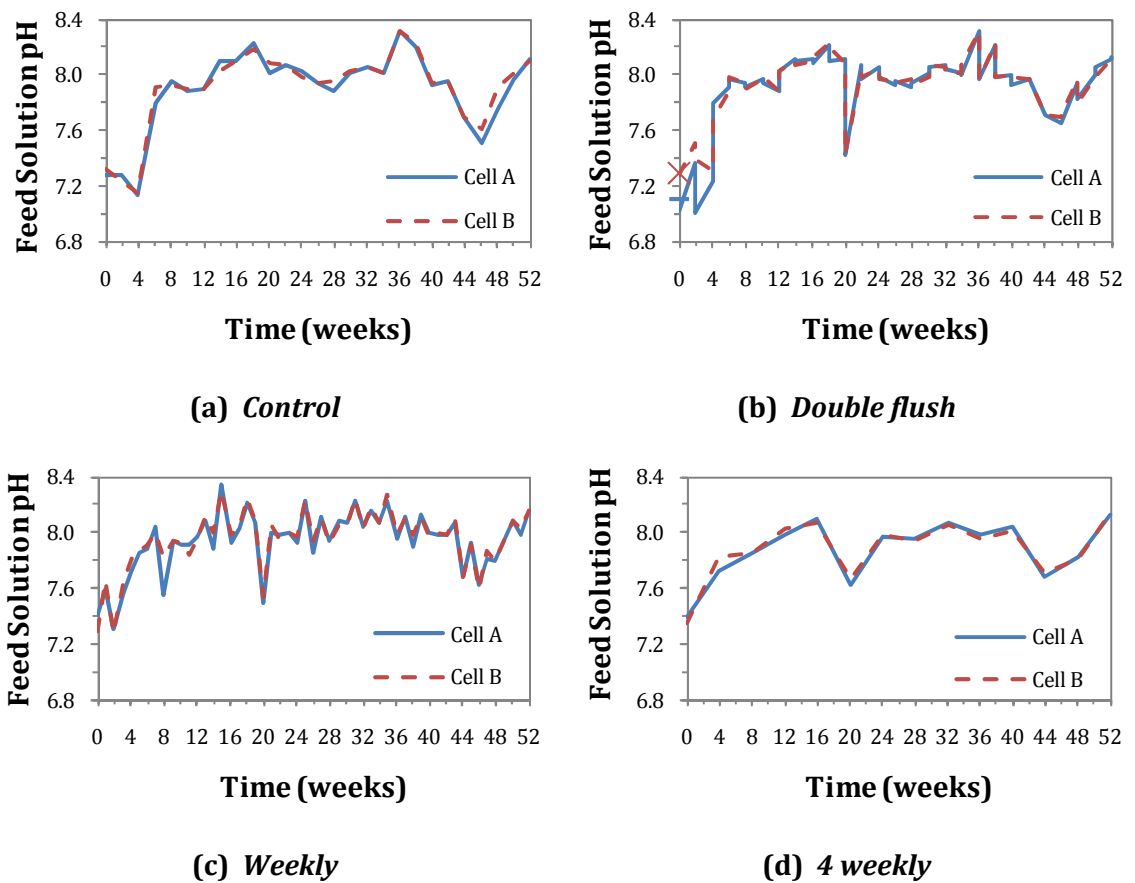 Feed Solution pH
8.4
8.0
7.6
7.2
6.8
Cell A
Cell B
0 4 8 12 16 20 24 28 32 36 40 44 48 52
Time (weeks)
(a) Control
Feed Solution pH
8.4
8.0
7.6
7.2
6.8
Cell A
Cell B
0 4 8 12 16 20 24 28 32 36 40 44 48 52
Time (weeks)
(b) Double flush
Feed Solution pH
8.4
8.0
7.6
7.2
6.8
Cell A
Cell B
0 4 8 12 16 20 24 28 32 36 40 44 48 52
Time (weeks)
(c) Weekly
Feed Solution pH
8.4
8.0
7.6
7.2
6.8
Cell A
Cell B
0 4 8 12 16 20 24 28 32 36 40 44 48 52
Time (weeks)
(d) 4 weekly